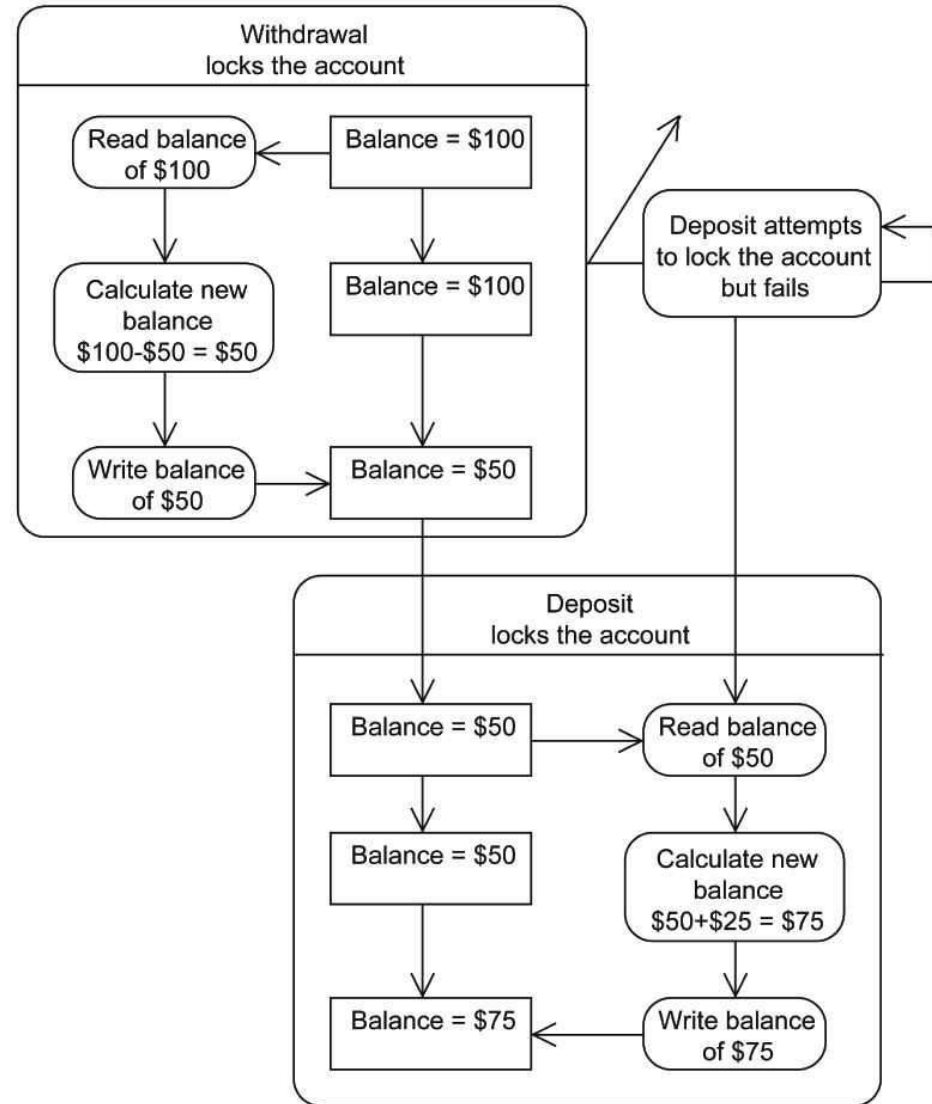 Withdrawal
locks the account
Read balance
of $100
Balance = $100
Calculate new
balance
$100-$50 = $50
Balance = $100
Write balance
of $50
Balance = $50
Deposit attempts
to lock the account
but fails
Deposit
locks the account
Balance = $50
Read balance
of $50
Balance = $50
Calculate new
balance
$50+$25 = $75
Balance = $75
Write balance
of $75